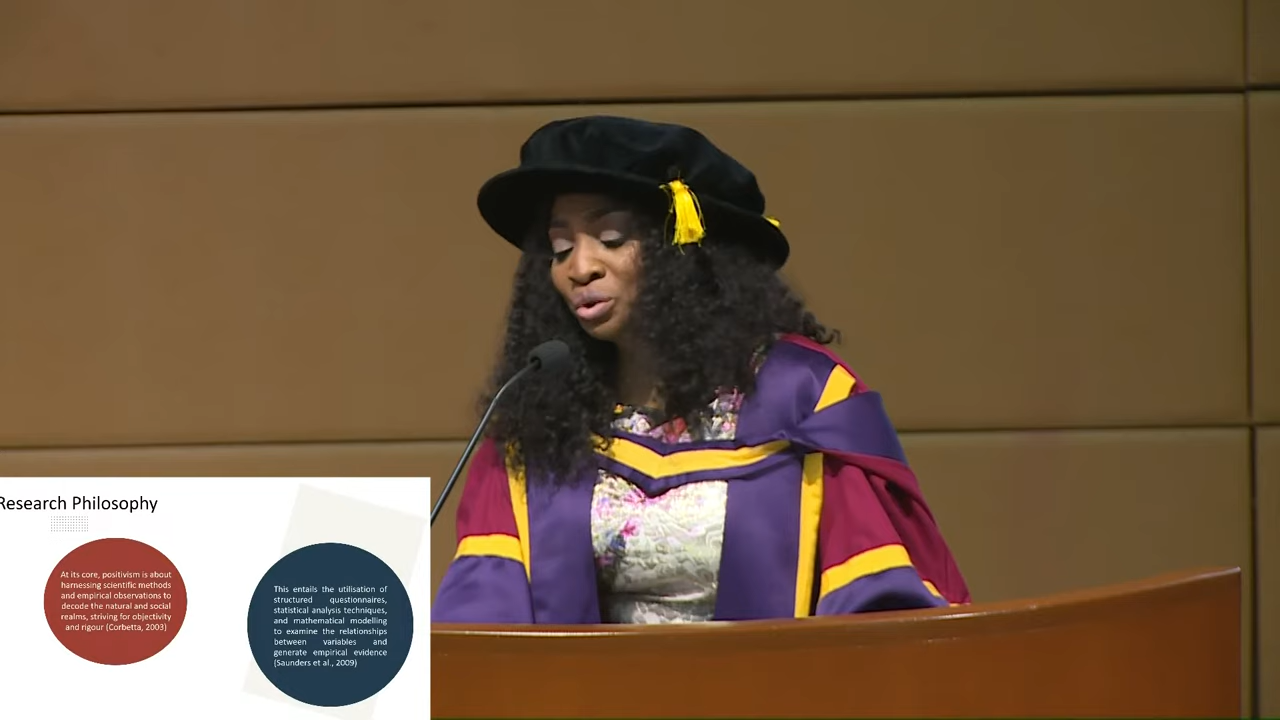 Research Philosophy
At its core, positivism is about
harnessing scientific methods
and empirical observations to
decode the natural and social
realms, striving for objectivity
and rigour (Corbetta, 2003)
This entails the utilisation of
structured questionnaires,
statistical analysis techniques,
and mathematical modelling
to examine the relationships
between variables and
generate empirical evidence
(Saunders et al., 2009)